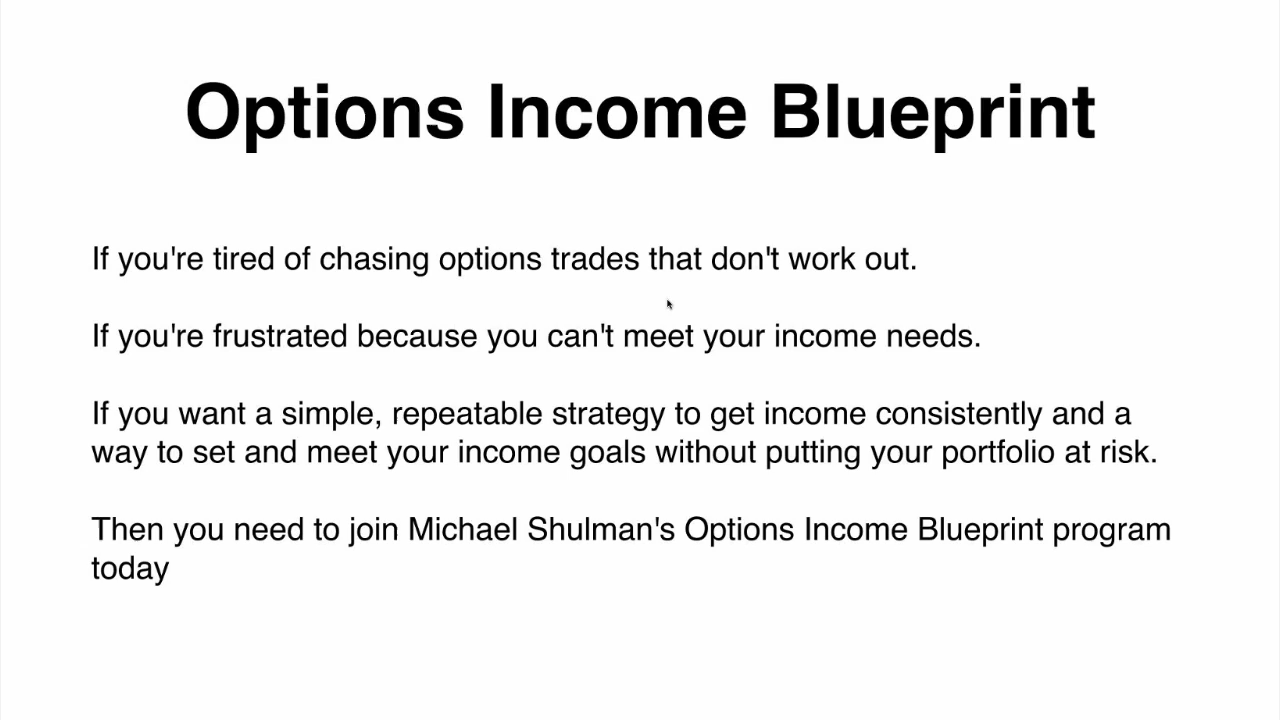 Options Income Blueprint
If you're tired of chasing options trades that don't work out.
If you're frustrated because you can't meet your income needs.
If you want a simple, repeatable strategy to get income consistently and a
way to set and meet your income goals without putting your portfolio at risk.
Then you need to join Michael Shulman's Options Income Blueprint program
today